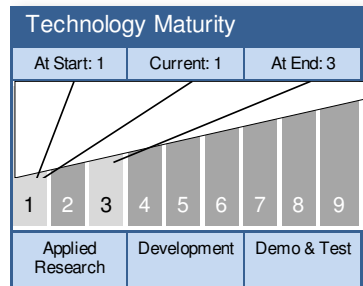 Technology Maturity
At Start: 1 Current: 1 At End: 3
1 2 3 4 5 6 7 8 9
Applied Development Demo & Test
Research